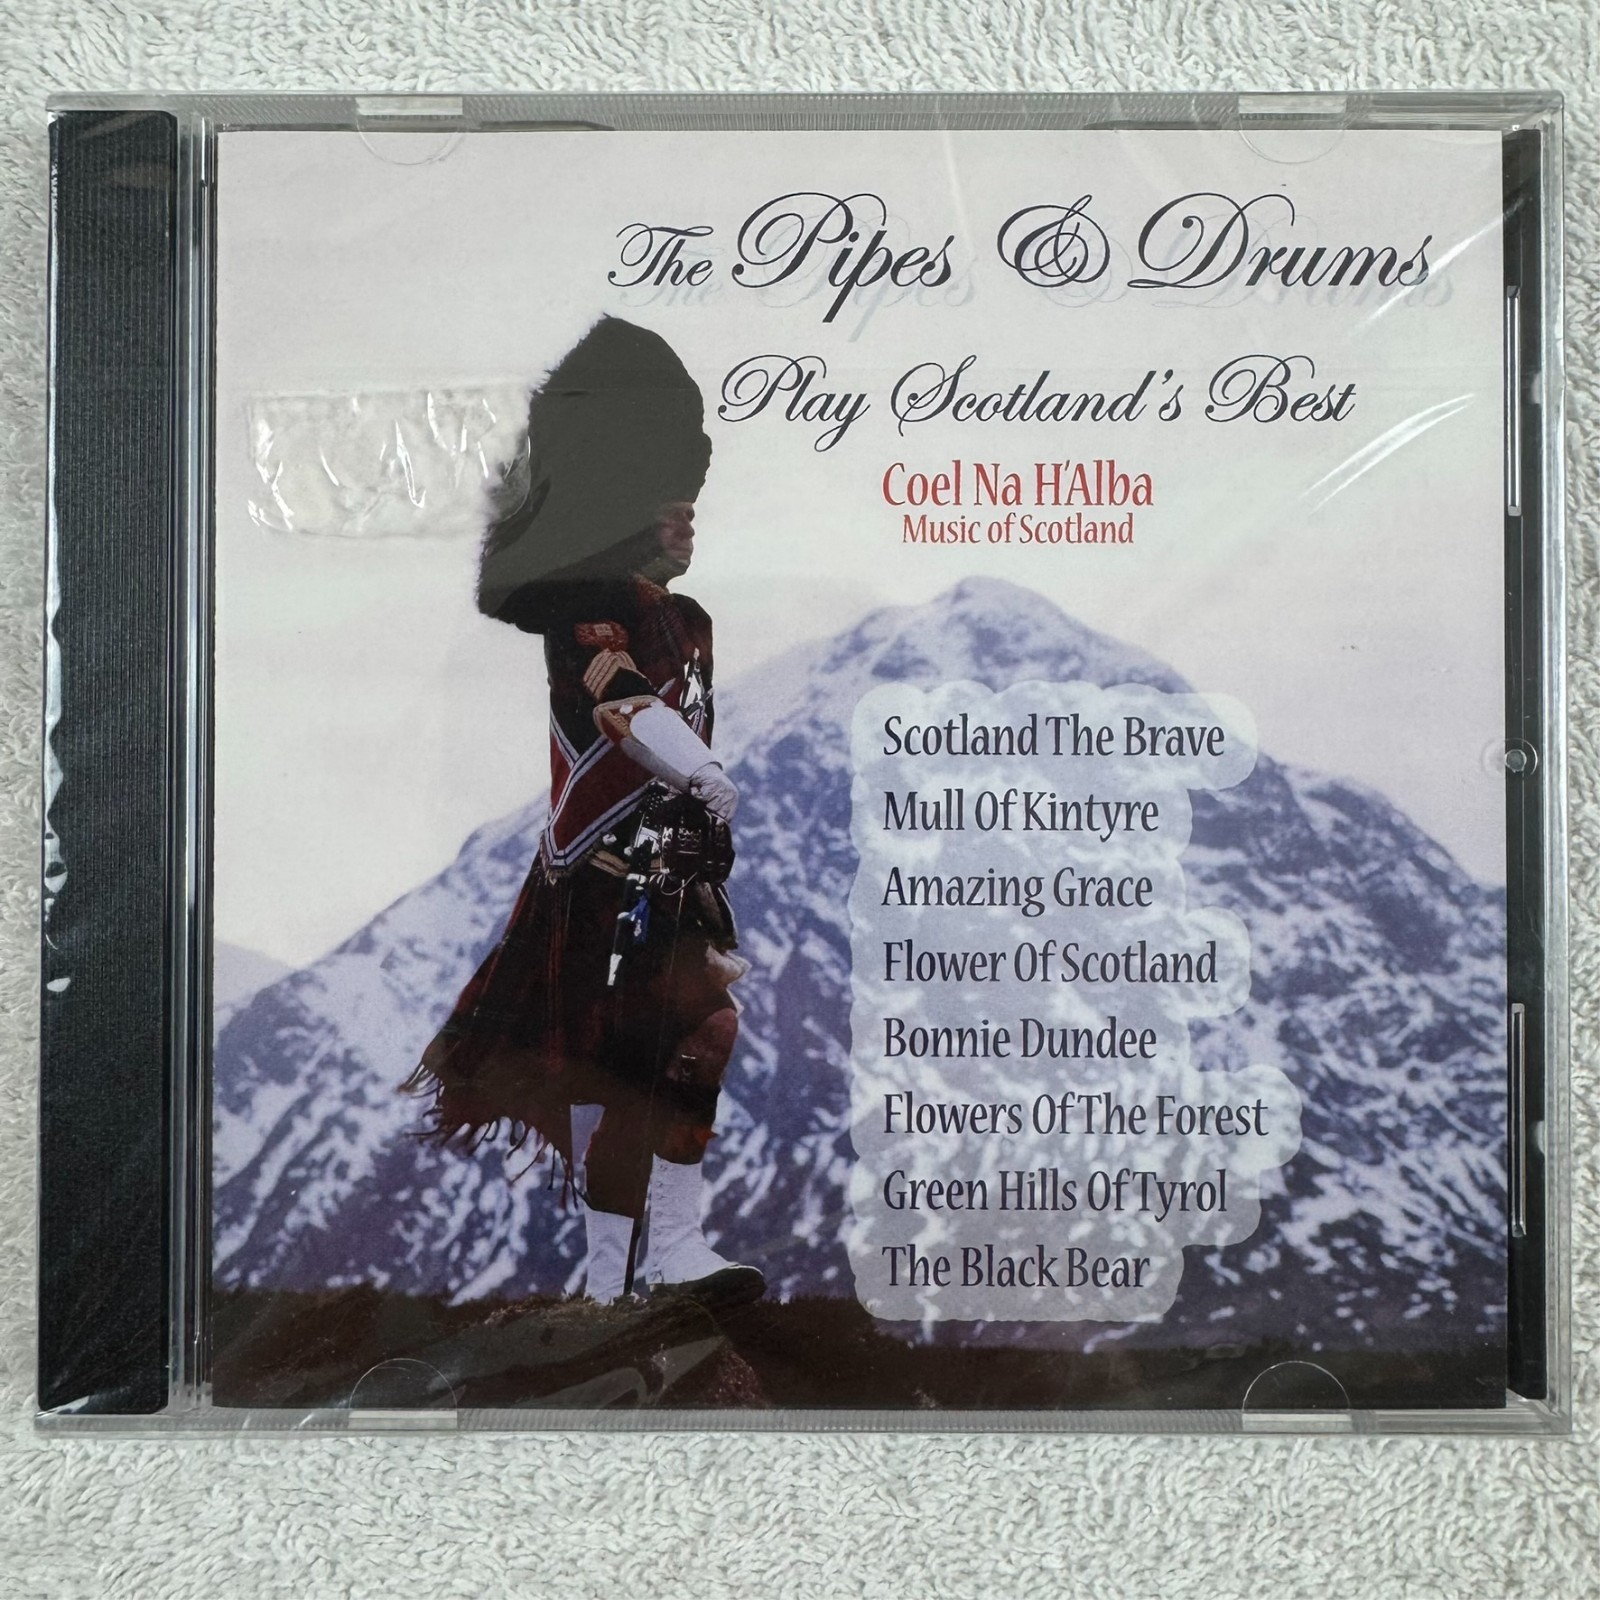 The Pipes & Drums
Play Scotland's Best
Coel Na H'Alba
Music of Scotland
Scotland The Brave
Mull Of Kintyre
Amazing Grace
Flower Of Scotland
Bonnie Dundee
Flowers Of The Forest
Green Hills Of Tyrol
The Black Bear